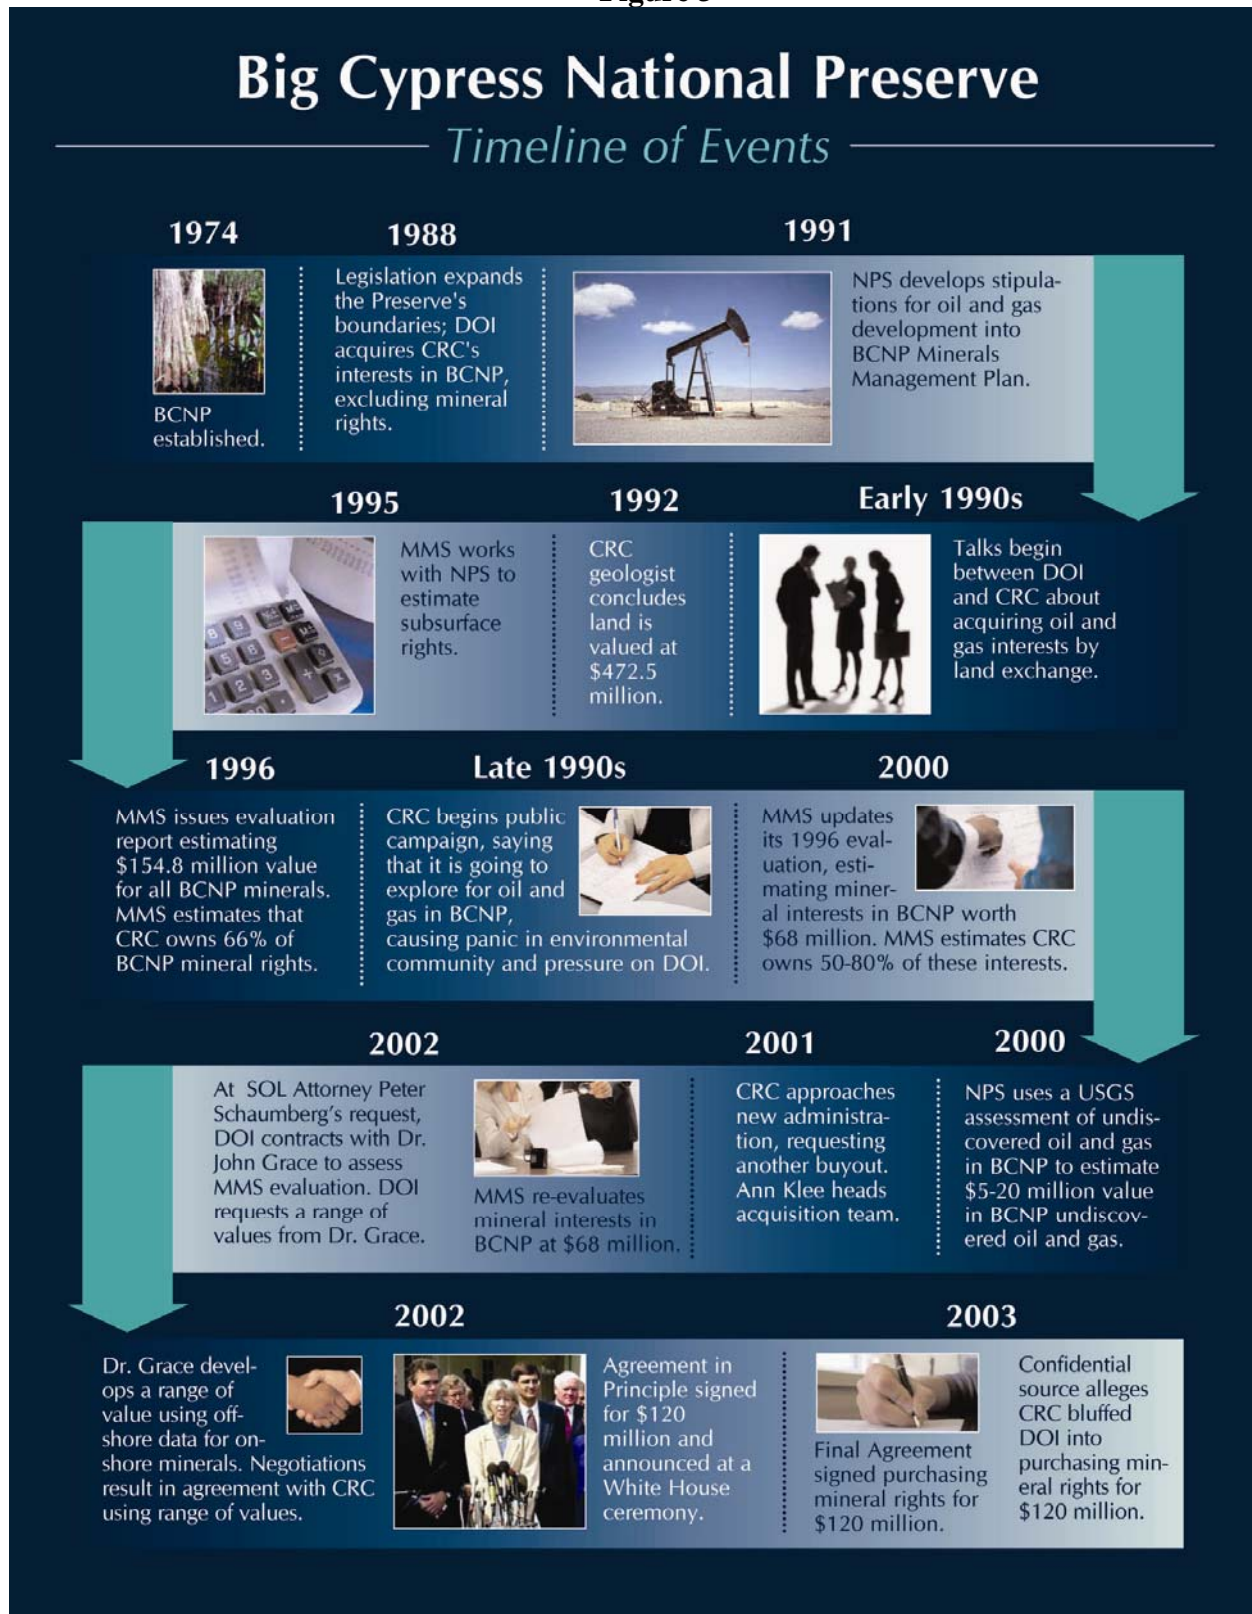 Figure
Big Cypress National Preserve
Timeline of Events
1974
BCNP
established.
1988
Legislation expands
the Preserve's
boundaries; DOI
acquires CRC's
interests in BCNP,
excluding mineral
rights.
1991
NPS develops stipula-
tions for oil and gas
development into
BCNP Minerals
Management Plan.
Early 1990s
Talks begin
between DOI
and CRC about
acquiring oil and
gas interests by
land exchange.
1992
CRC
geologist
concludes
land is
valued at
$472.5
million.
1995
MMS works
with NPS to
estimate
subsurface
rights.
1996
MMS issues evaluation
report estimating
$154.8 million value
for all BCNP minerals.
MMS estimates that
CRC owns 66% of
BCNP mineral rights.
Late 1990s
CRC begins public
campaign, saying
that it is going to
explore for oil and
gas in BCNP,
causing panic in environmental
community and pressure on DOI.
2000
MMS updates
its 1996 eval-
uation, esti-
mating miner-
al interests in BCNP worth
$68 million. MMS estimates CRC
owns 50-80% of these interests.
2000
NPS uses a USGS
assessment of undis-
covered oil and gas
in BCNP to estimate
$5-20 million value
in BCNP undiscov-
ered oil and gas.
2001
CRC approaches
new administra-
tion, requesting
another buyout.
Ann Klee heads
acquisition team.
2002
MMS re-evaluates
mineral interests in
BCNP at $68 million.
At SOL Attorney Peter
Schaumberg's request,
DOI contracts with Dr.
John Grace to assess
MMS evaluation. DOI
requests a range of
values from Dr. Grace.
2002
Dr. Grace devel-
ops a range of
value using off-
shore data for on-
shore minerals. Negotiations
result in agreement with CRC
using range of values.
Agreement in
Principle signed
for $120
million and
announced at a
White House
ceremony.
2003
Final Agreement
signed purchasing
mineral rights for
$120 million.
Confidential
source alleges
CRC bluffed
DOI into
purchasing min-
eral rights for
$120 million.